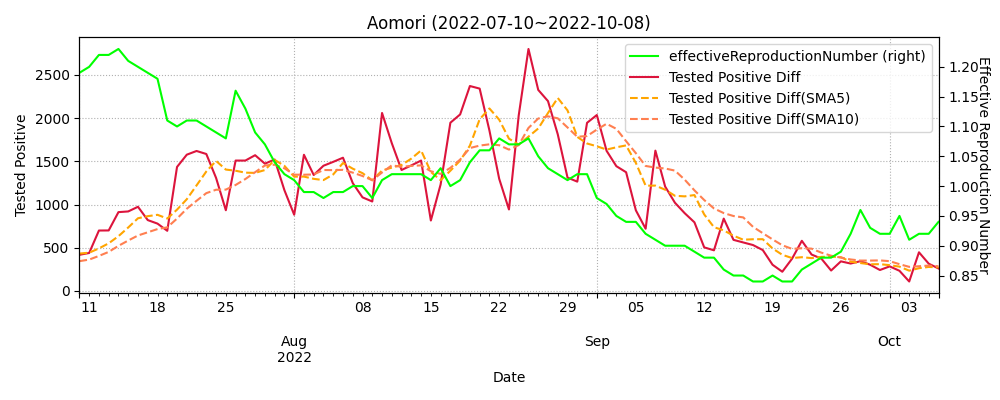 Aomori (2022-07-10~2022-10-08)
effectiveReproductionNumber (right)
Tested Positive Diff
Tested Positive Diff(SMA5)
Tested Positive Diff(SMA10)
Tested Positive
2500
2000
1500
1000
500
0
1.20
1.15
1.10
1.05
1.00
0.95
0.90
0.85
Effective Reproduction Number
11 18 25 08 15 22 29 05 12 19 26 03
Aug Sep Oct
2022
Date